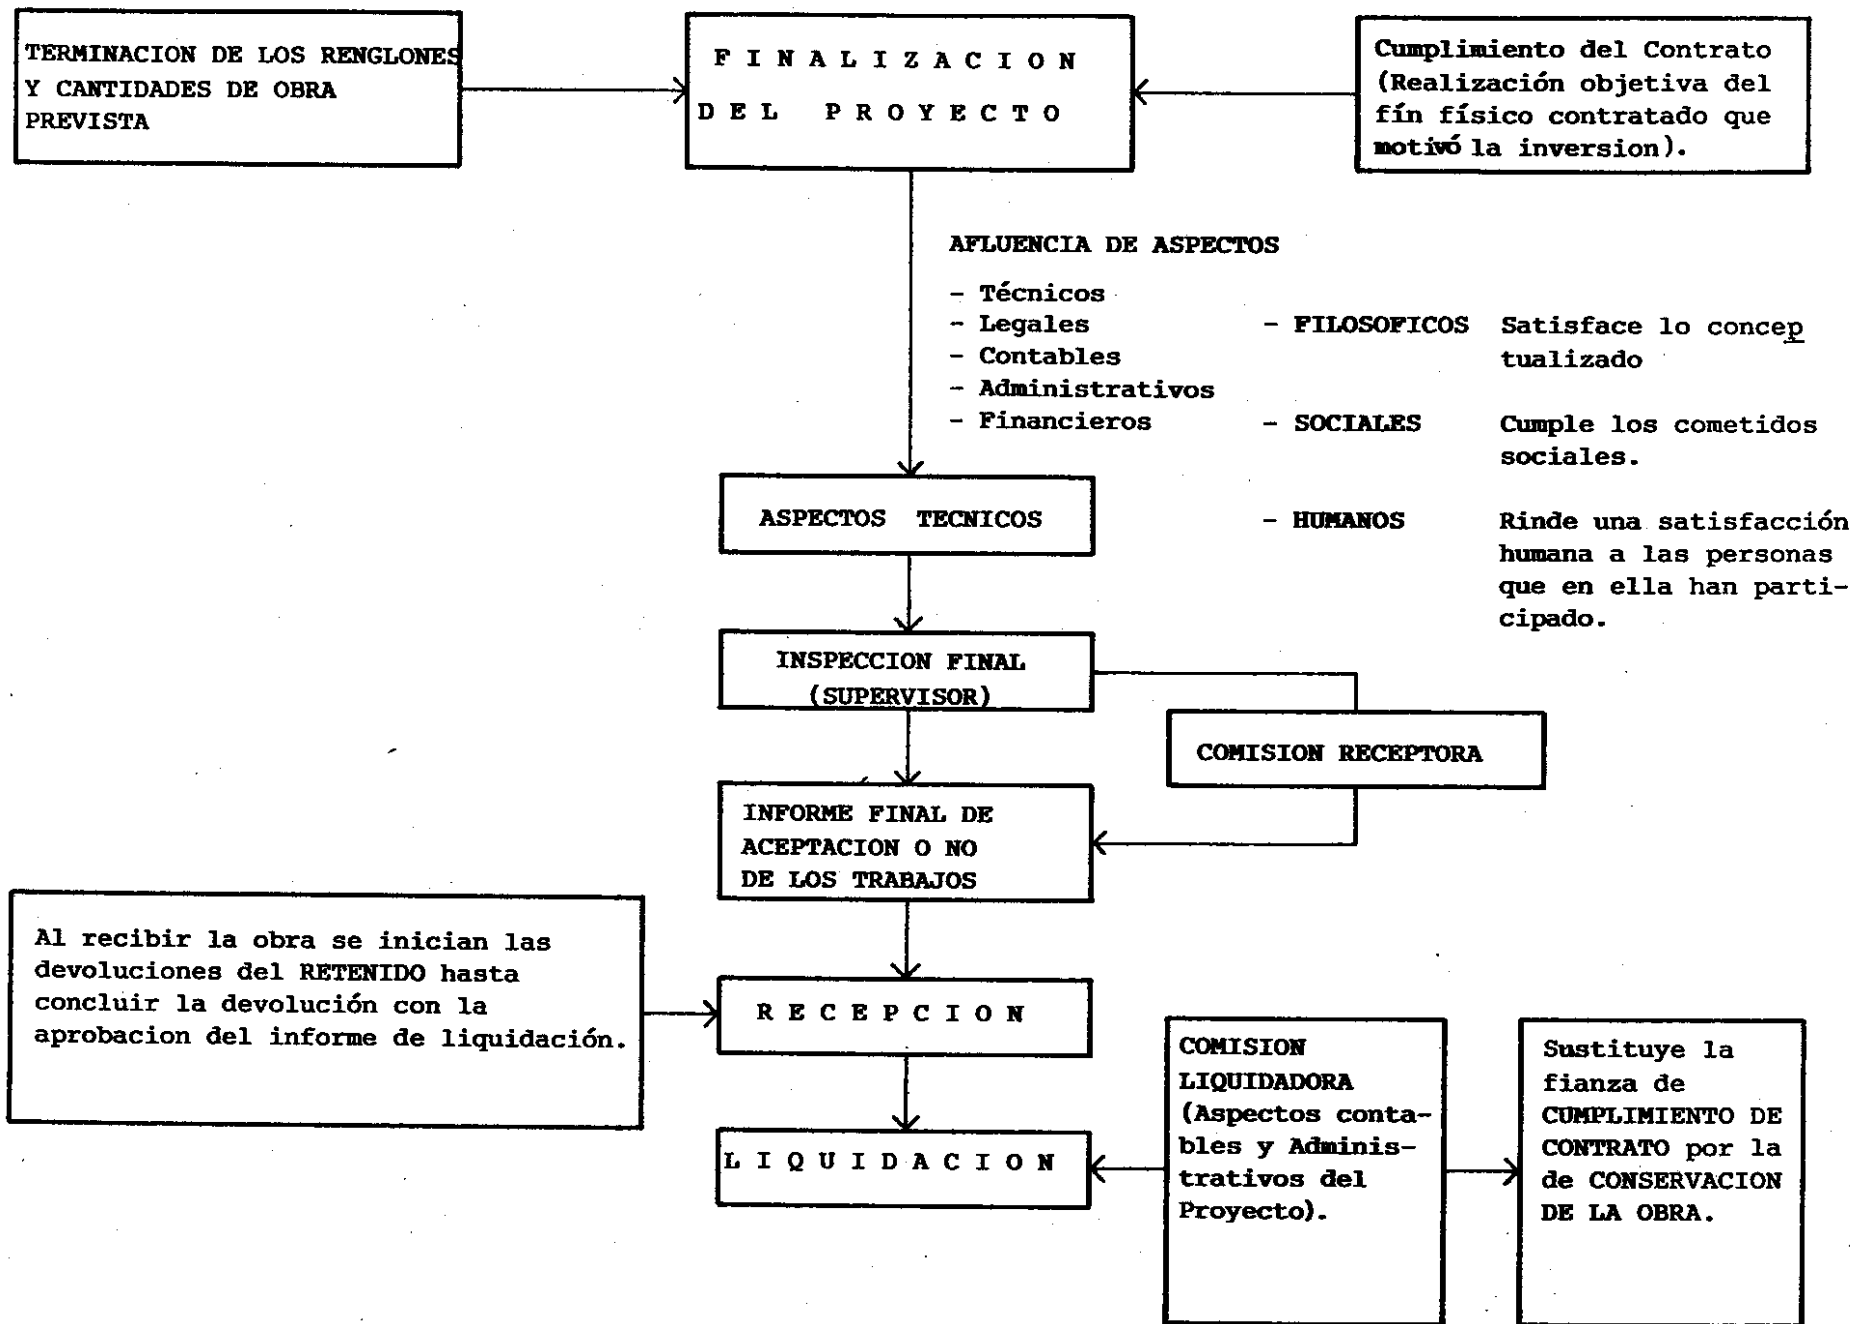 TERMINACION DE LOS RENGLONES
Y CANTIDADES DE OBRA
PREVISTA
F I N A L I Z A C I O N
D E L   P R O Y E C T O
Cumplimiento del Contrato
(Realización objetiva del
fín físico contratado que
motivó la inversion).
AFLUENCIA DE ASPECTOS
- Técnicos
- Legales
- Contables
- Administrativos
- Financieros
- FILOSOFICOS Satisface lo concep
tualizado
- SOCIALES Cumple los cometidos
sociales.
- HUMANOS Rinde una satisfacción
humana a las personas
que en ella han parti-
cipado.
ASPECTOS TECNICOS
INSPECCION FINAL
(SUPERVISOR)
COMISION RECEPTORA
INFORME FINAL DE
ACEPTACION O NO
DE LOS TRABAJOS
Al recibir la obra se inician las
devoluciones del RETENIDO hasta
concluir la devolución con la
aprobacion del informe de liquidación.
R E C E P C I O N
L I Q U I D A C I O N
COMISION
LIQUIDADORA
(Aspectos conta-
bles y Adminis-
trativos del
Proyecto).
Sustituye la
fianza de
CUMPLIMIENTO DE
CONTRATO por la
de CONSERVACION
DE LA OBRA.